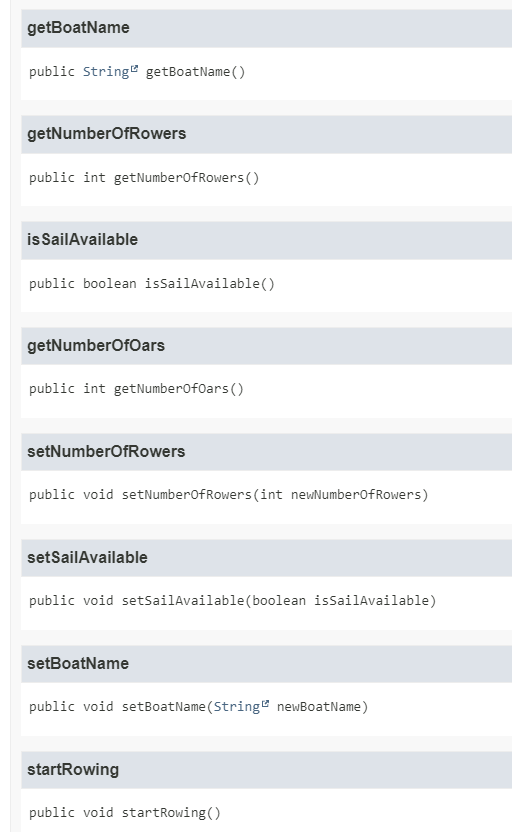 getBoatName
public String getBoatName()
getNumberOfRowers
public int getNumberOfRowers()
isSailAvailable
public boolean isSailAvailable()
getNumberOfOars
public int getNumberOfOars()
setNumberOfRowers
public void setNumberOfRowers(int newNumberOfRowers)
setSailAvailable
public void setSailAvailable(boolean isSailAvailable)
setBoatName
public void setBoatName(String newBoatName)
startRowing
public void startRowing()